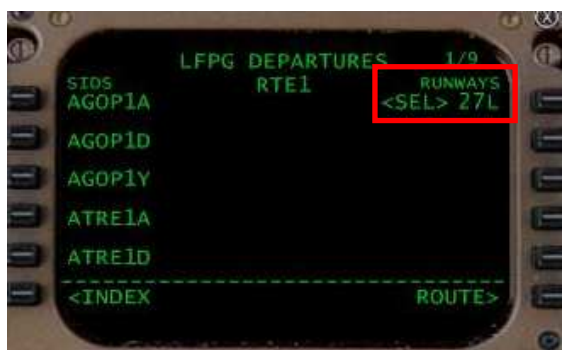 LFPG DEPARTURES 1/9
SIDS RTE1 RUNWAYS
AGOP1A <SEL> 27L
AGOP1D
AGOP1Y
ATRE1A
ATRE1D
<INDEX ROUTE>